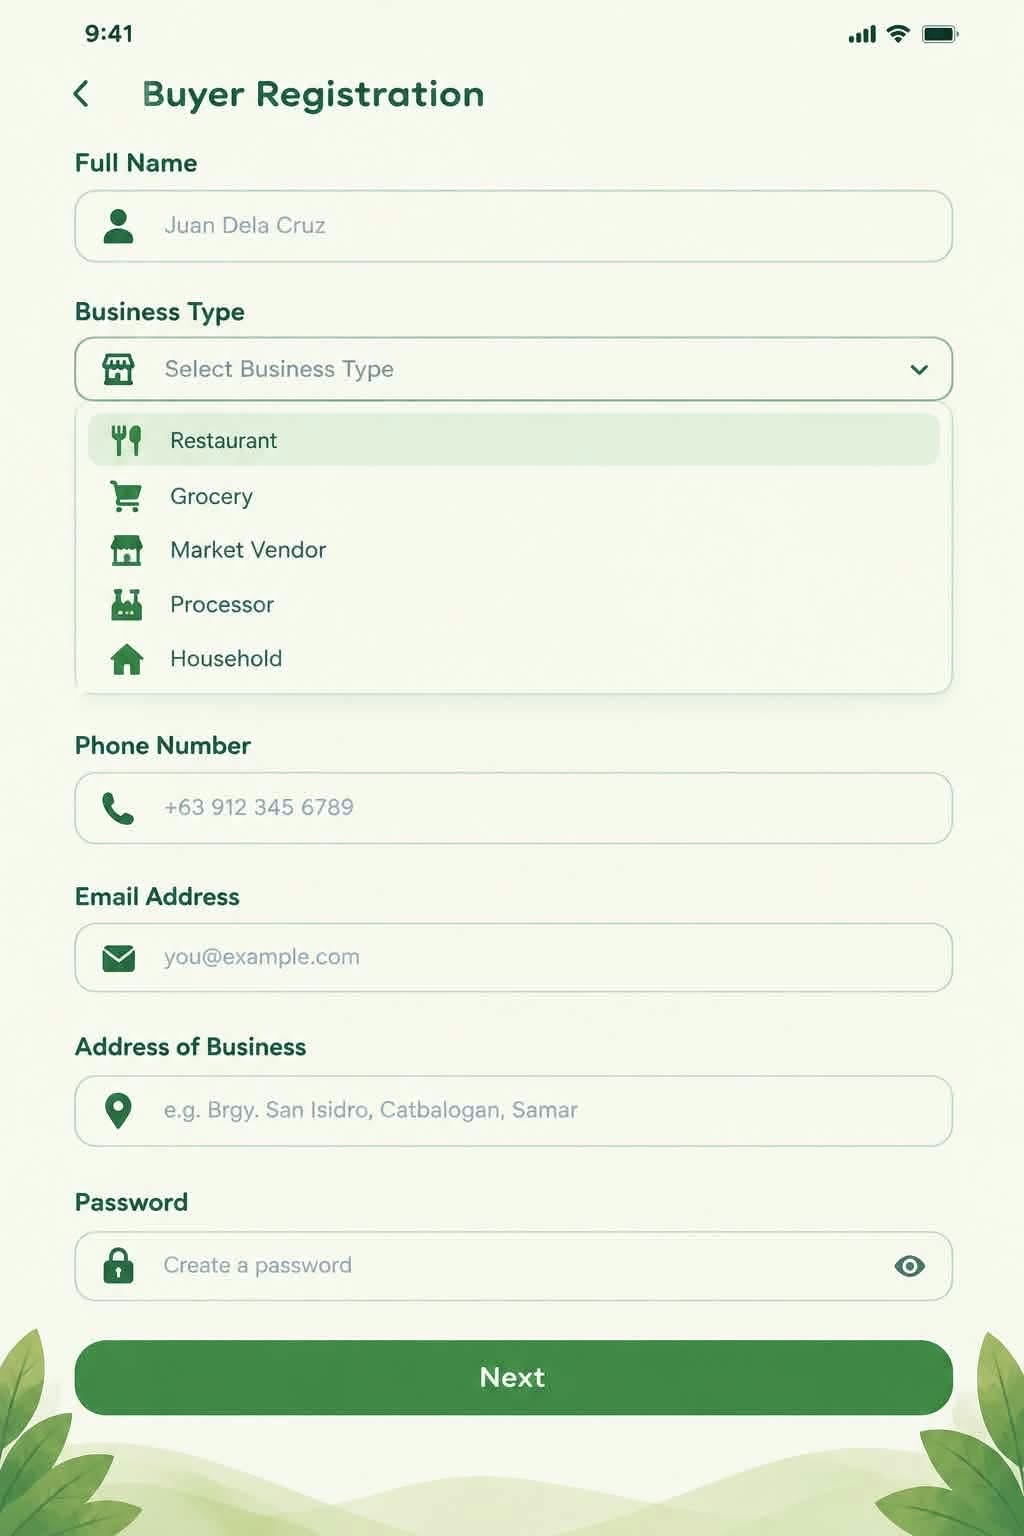 9:41
Buyer Registration
Full Name
Juan Dela Cruz
Business Type
Select Business Type
Restaurant
Grocery
Market Vendor
Processor
Household
Phone Number
+63 912 345 6789
Email Address
you@example.com
Address of Business
e.g. Brgy. San Isidro, Catbalogan, Samar
Password
Create a password
Next